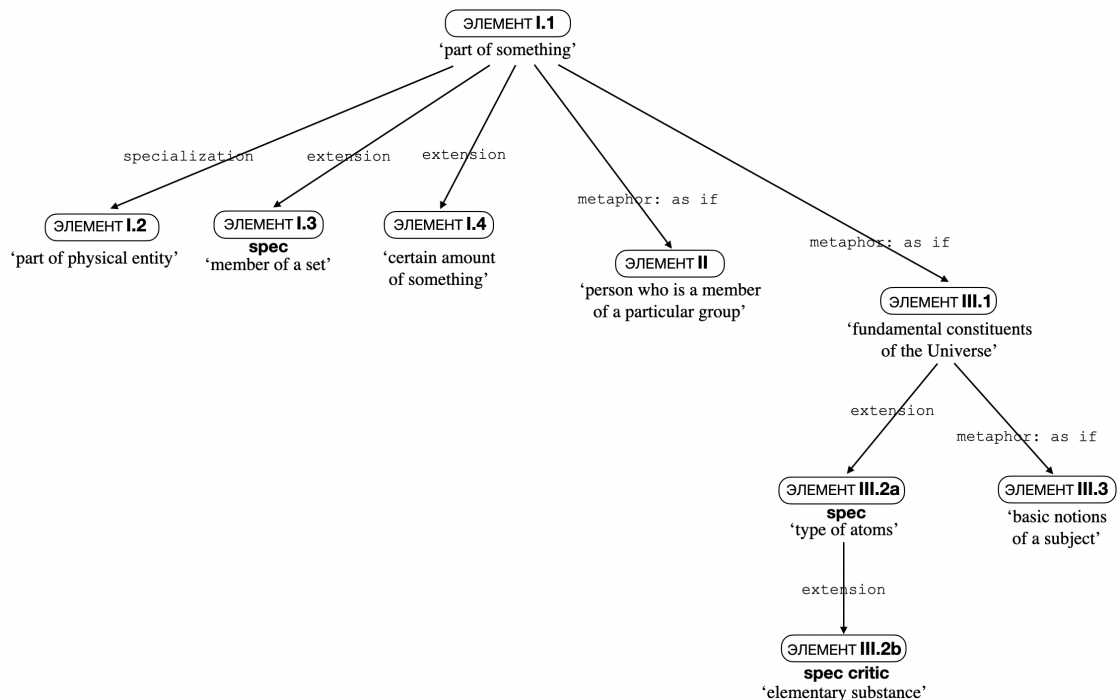 ЭЛЕМЕНТ I.1
‘part of something’
specialization
extension
extension
metaphor: as if
metaphor: as if
ЭЛЕМЕНТ I.2
‘part of physical entity’
ЭЛЕМЕНТ I.3
spec
‘member of a set’
ЭЛЕМЕНТ I.4
‘certain amount
of something’
ЭЛЕМЕНТ II
‘person who is a member
of a particular group’
ЭЛЕМЕНТ III.1
‘fundamental constituents
of the Universe’
extension
metaphor: as if
ЭЛЕМЕНТ III.2a
spec
‘type of atoms’
ЭЛЕМЕНТ III.3
‘basic notions
of a subject’
extension
ЭЛЕМЕНТ III.2b
spec critic
‘elementary substance’